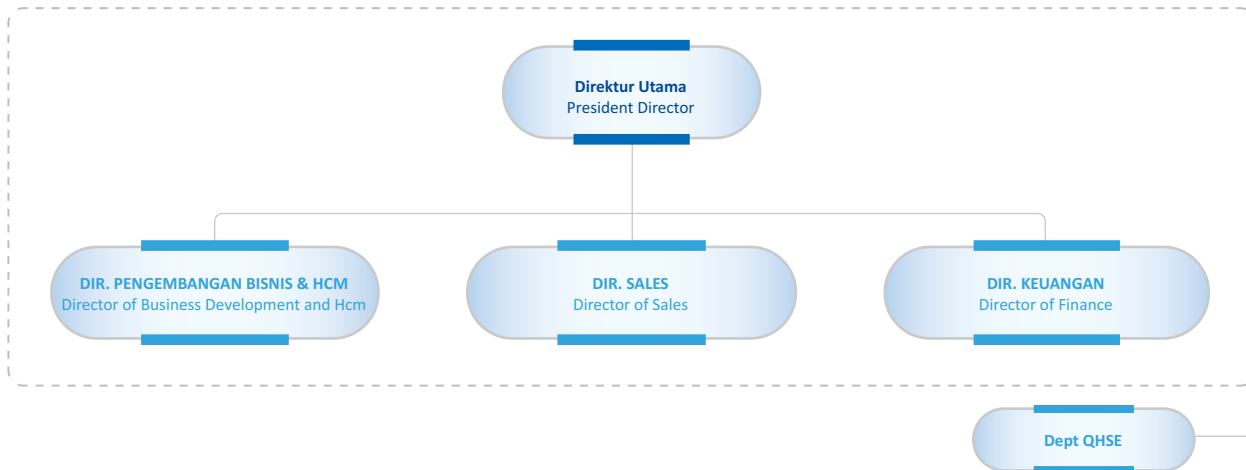 Direktur Utama
President Director
DIR. PENGEMBANGAN BISNIS & HCM
Director of Business Development and Hcm
DIR. SALES
Director of Sales
DIR. KEUANGAN
Director of Finance
Dept QHSE